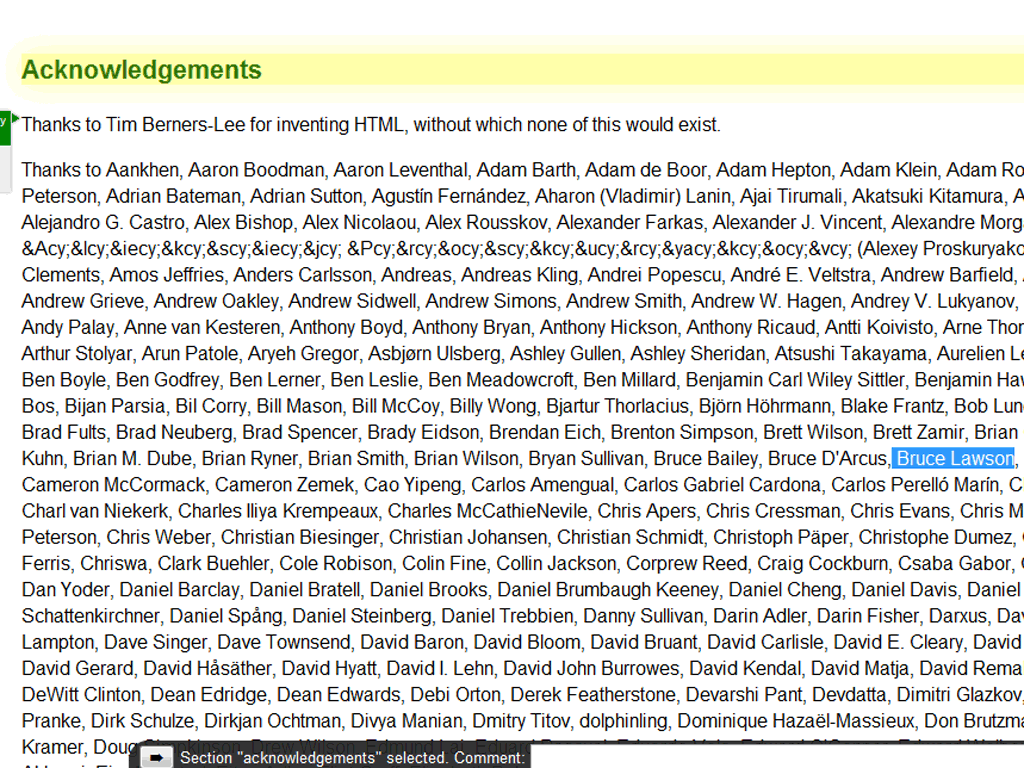 Acknowledgements
y
Thanks to Tim Berners-Lee for inventing HTML, without which none of this would exist.
Thanks to Aankhen, Aaron Boodman, Aaron Leventhal, Adam Barth, Adam de Boor, Adam Hepton, Adam Klein, Adam Ro
Peterson, Adrian Bateman, Adrian Sutton, Agustín Fernández, Aharon (Vladimir) Lanin, Ajai Tirumali, Akatsuki Kitamura, A
Alejandro G. Castro, Alex Bishop, Alex Nicolaou, Alex Rousskov, Alexander Farkas, Alexander J. Vincent, Alexandre Morg
&Acy;&lcy;&iecy;&kcy;&scy;&iecy;&jcy; &Pcy;&rcy;&ocy;&scy;&kcy;&ucy;&rcy;&yacy;&kcy;&ocy;&vcy; (Alexey Proskuryako
Clements, Amos Jeffries, Anders Carlsson, Andreas, Andreas Kling, Andrei Popescu, André E. Veltstra, Andrew Barfield,
Andrew Grieve, Andrew Oakley, Andrew Sidwell, Andrew Simons, Andrew Smith, Andrew W. Hagen, Andrey V. Lukyanov,
Andy Palay, Anne van Kesteren, Anthony Boyd, Anthony Bryan, Anthony Hickson, Anthony Ricaud, Antti Koivisto, Arne Thor
Arthur Stolyar, Arun Patole, Aryeh Gregor, Asbjørn Ulsberg, Ashley Gullen, Ashley Sheridan, Atsushi Takayama, Aurelien Le
Ben Boyle, Ben Godfrey, Ben Lerner, Ben Leslie, Ben Meadowcroft, Ben Millard, Benjamin Carl Wiley Sittler, Benjamin Haw
Bos, Bijan Parsia, Bil Corry, Bill Mason, Bill McCoy, Billy Wong, Bjartur Thorlacius, Björn Höhrmann, Blake Frantz, Bob Lun
Brad Fults, Brad Neuberg, Brad Spencer, Brady Eidson, Brendan Eich, Brenton Simpson, Brett Wilson, Brett Zamir, Brian
Kuhn, Brian M. Dube, Brian Ryner, Brian Smith, Brian Wilson, Bryan Sullivan, Bruce Bailey, Bruce D'Arcus, Bruce Lawson,
Cameron McCormack, Cameron Zemek, Cao Yipeng, Carlos Amengual, Carlos Gabriel Cardona, Carlos Perelló Marín, C
Charl van Niekerk, Charles Iliya Krempeaux, Charles McCathieNevile, Chris Apers, Chris Cressman, Chris Evans, Chris M
Peterson, Chris Weber, Christian Biesinger, Christian Johansen, Christian Schmidt, Christoph Päper, Christophe Dumez,
Ferris, Chriswa, Clark Buehler, Cole Robison, Colin Fine, Collin Jackson, Corprew Reed, Craig Cockburn, Csaba Gabor,
Dan Yoder, Daniel Barclay, Daniel Bratell, Daniel Brooks, Daniel Brumbaugh Keeney, Daniel Cheng, Daniel Davis, Daniel
Schattenkirchner, Daniel Spång, Daniel Steinberg, Daniel Trebbien, Danny Sullivan, Darin Adler, Darin Fisher, Darxus, Dav
Lampton, Dave Singer, Dave Townsend, David Baron, David Bloom, David Bruant, David Carlisle, David E. Cleary, David
David Gerard, David Håsäther, David Hyatt, David I. Lehn, David John Burrowes, David Kendal, David Matja, David Rema
DeWitt Clinton, Dean Edridge, Dean Edwards, Debi Orton, Derek Featherstone, Devarshi Pant, Devdatta, Dimitri Glazkov,
Pranke, Dirk Schulze, Dirkjan Ochtman, Divya Manian, Dmitry Titov, dolphinling, Dominique Hazaël-Massieux, Don Brutzma
Kramer, Doug
Section "acknowledgements" selected. Comment: